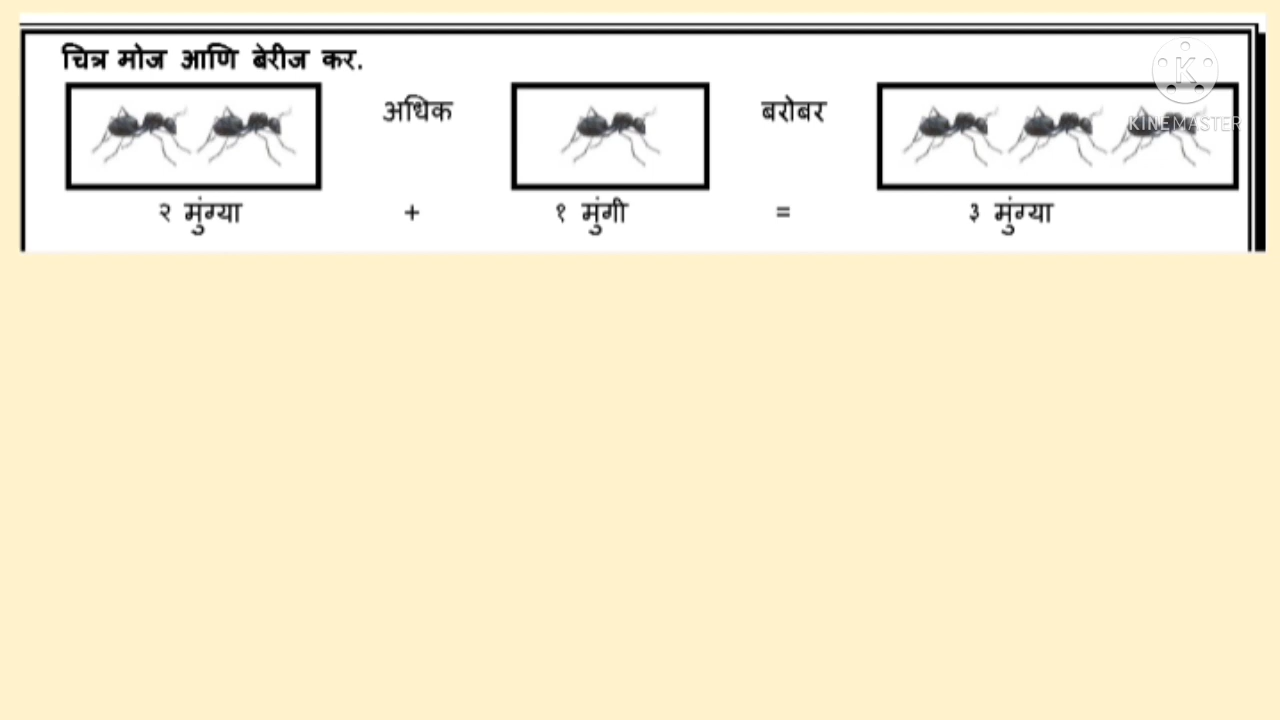 चित्र मोज आणि बेरीज कर.
अधिक बरोबर
२ मुंग्या + १ मुंगी = ३ मुंग्या
KINEMASTER